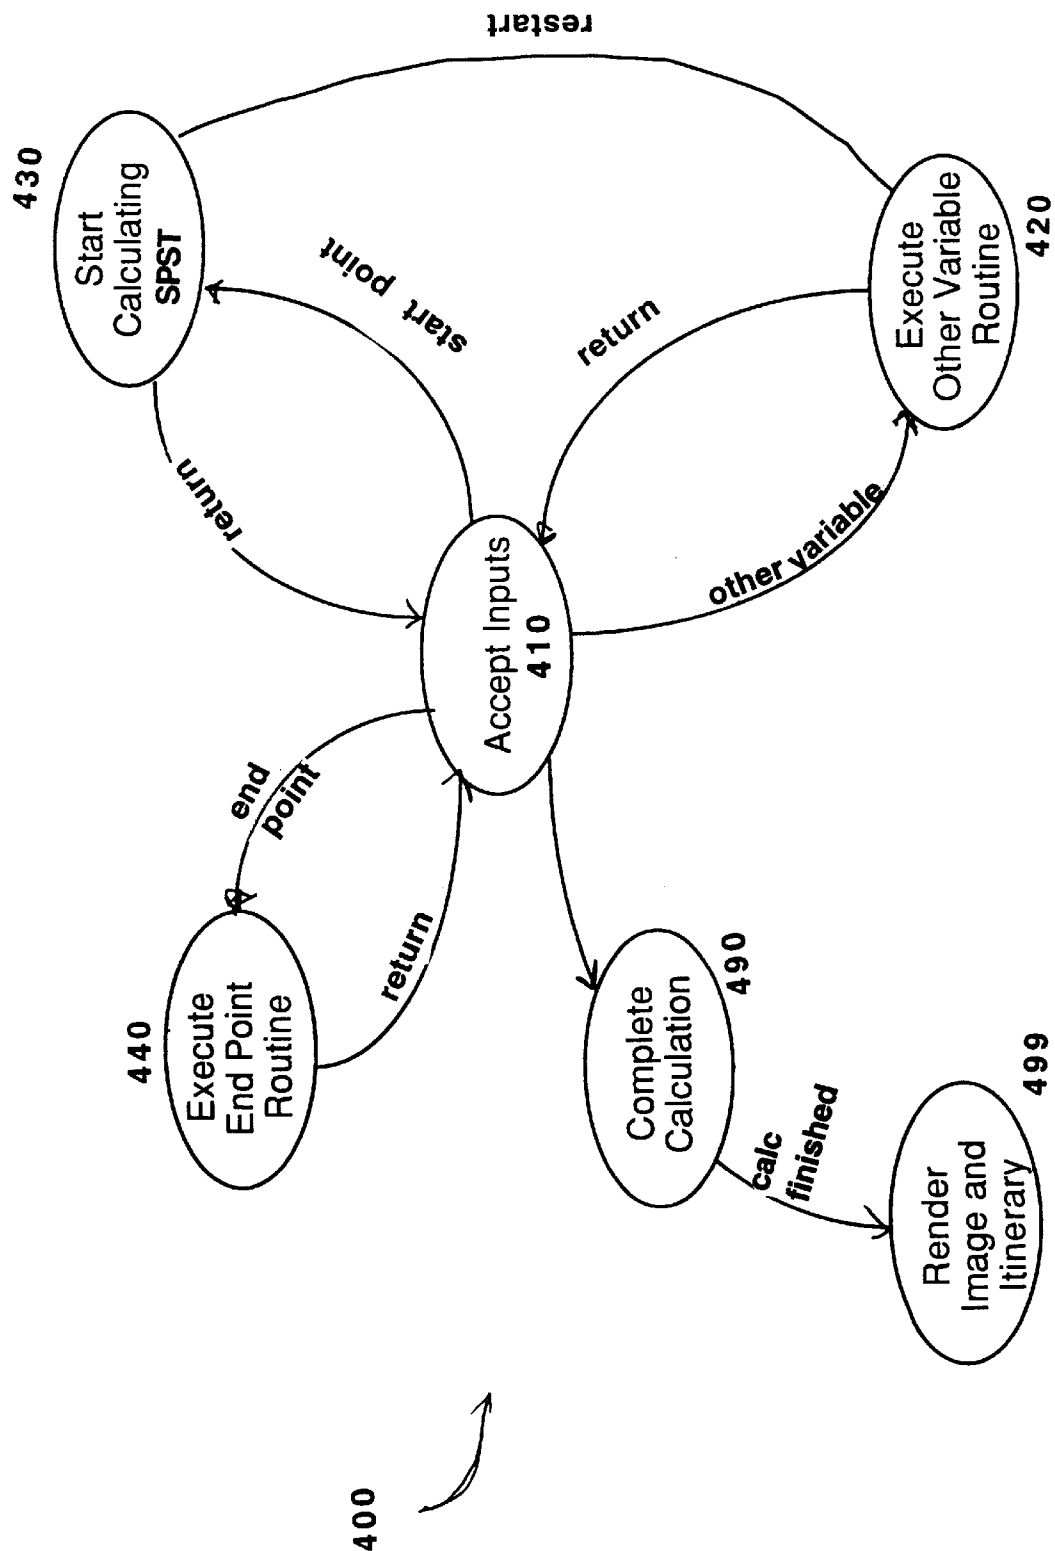 400
440
Execute
End Point
Routine
end
point
return
430
Start
Calculating
SPST
return
start point
restart
Accept Inputs
410
return
other variable
Execute
Other Variable
Routine
420
Complete
Calculation
490
calc
finished
Render
Image and
Itinerary
499